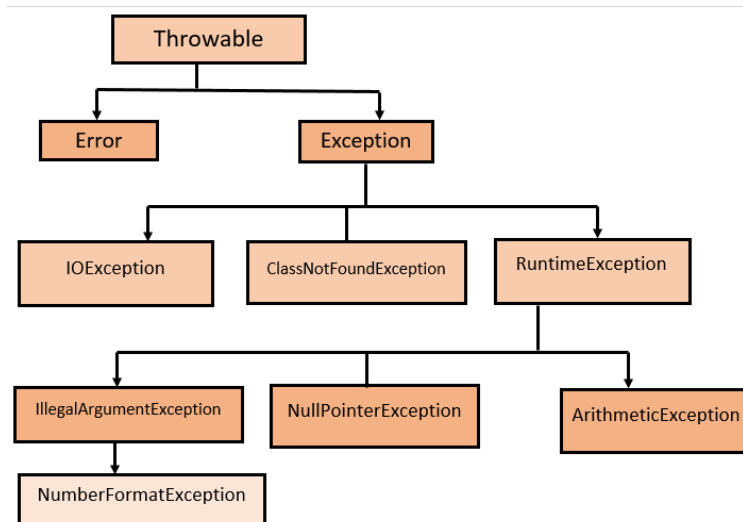 Throwable
Error
Exception
IOException
ClassNotFoundException
RuntimeException
IllegalArgumentException
NullPointerException
ArithmeticException
NumberFormatException